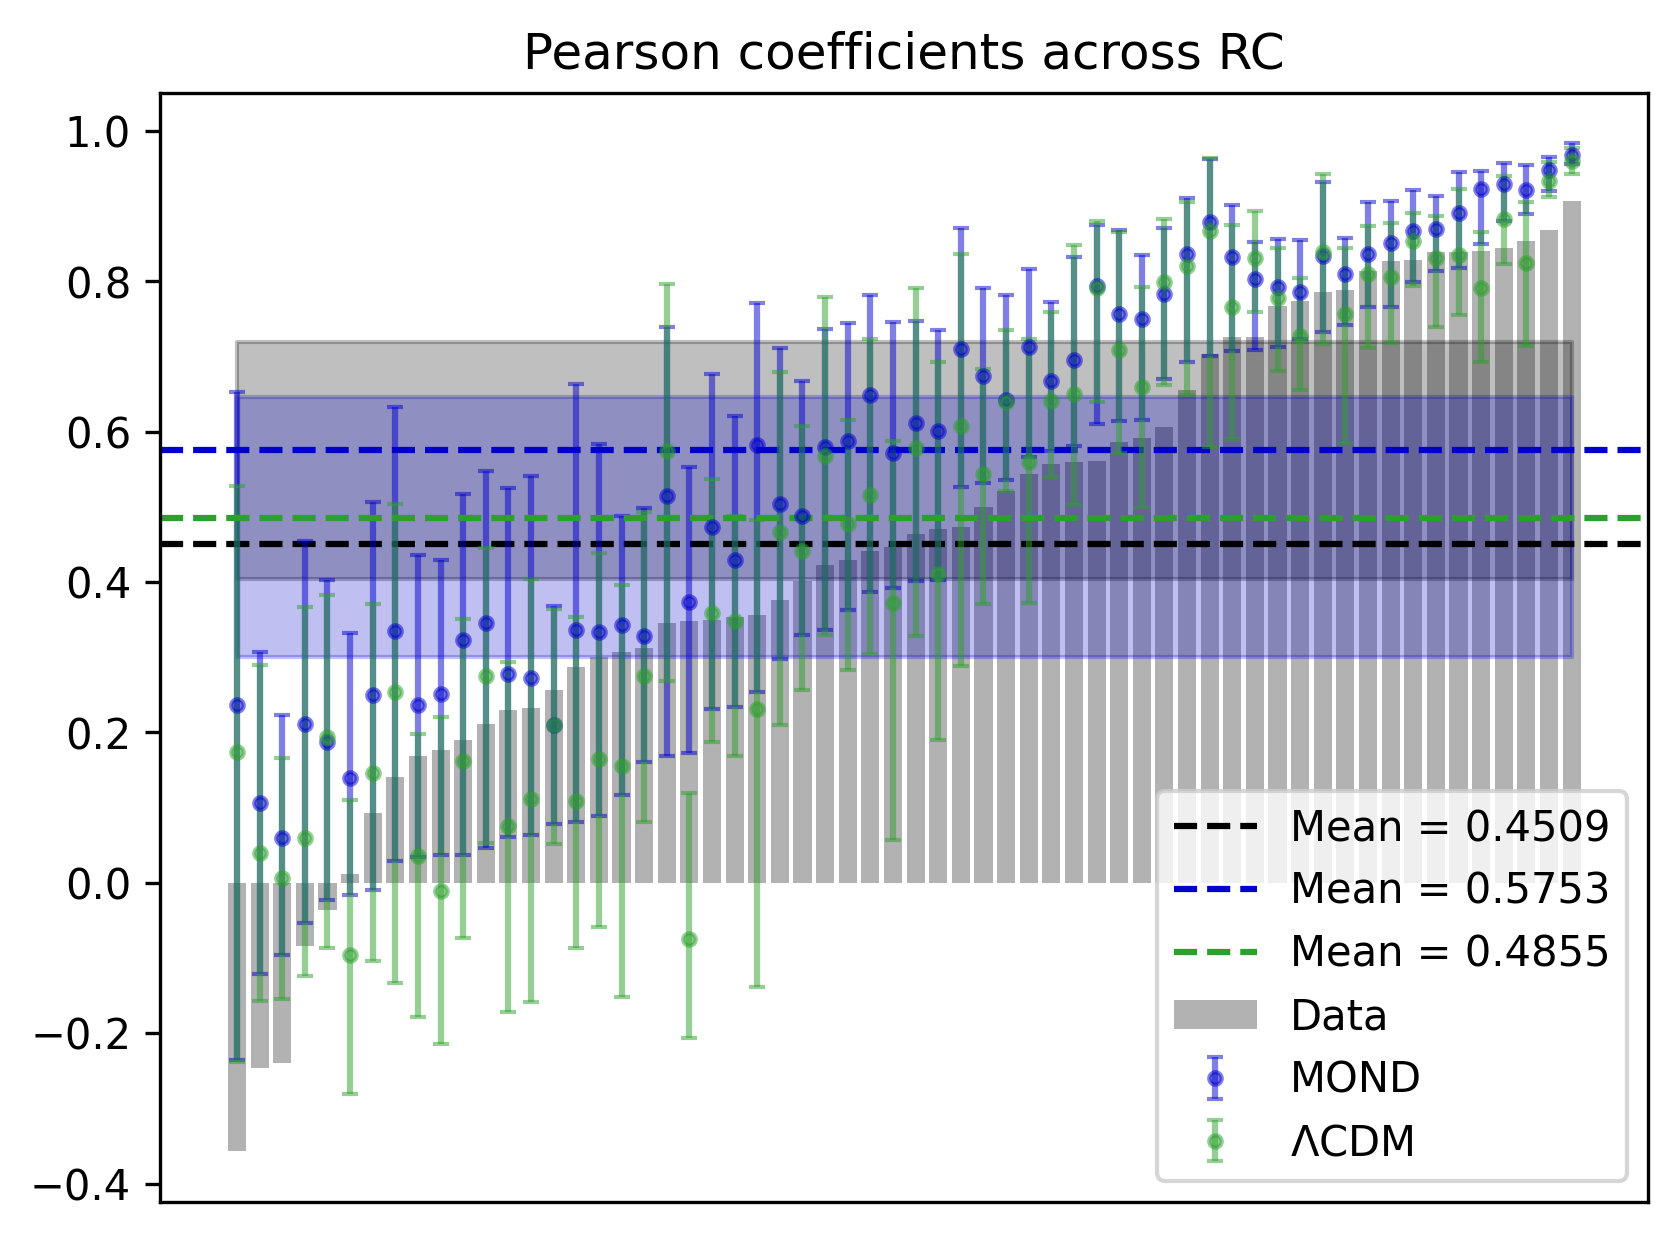 Pearson coefficients across RC
1.0
0.8
0.6
0.4
0.2
0.0
−0.2
−0.4
Mean = 0.4509
Mean = 0.5753
Mean = 0.4855
Data
MOND
ΛCDM